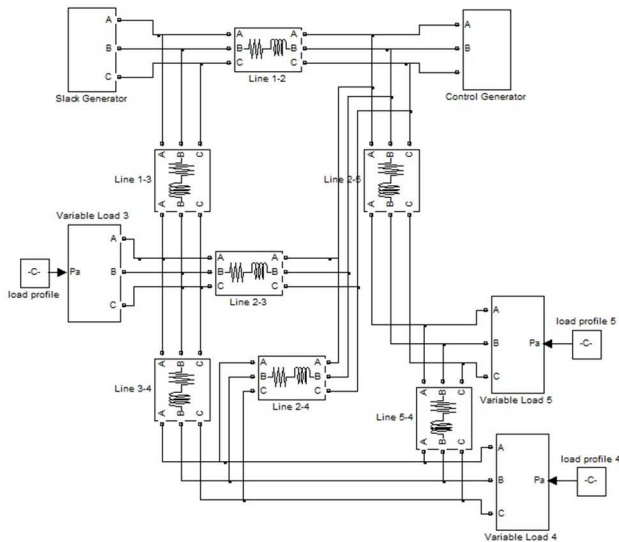 A
B
C
Slack Generator
A
B
C
A
B
C
Line 1-2
A
B
C
Control Generator
A B C
Line 1-3
A B C
A B C
Line 2-5
A B C
Variable Load 3
-C-
load profile
Pa
A
B
C
A
B
C
A
B
C
Line 2-3
A B C
Line 3-4
A B C
A
B
C
A
B
C
Line 2-4
A
B
C
Pa
Variable Load 5
load profile 5
-C-
A B C
Line 5-4
A B C
A
B
C
Pa
Variable Load 4
load profile 4
-C-